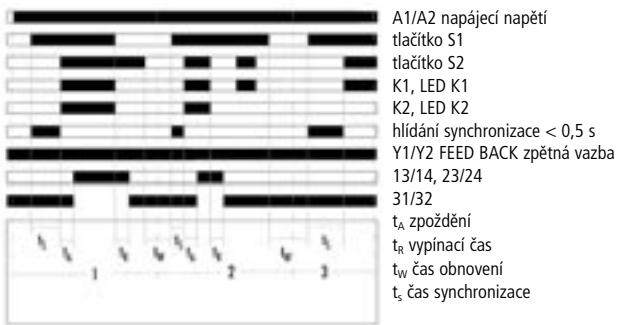 A1/A2 napájecí napětí
tlačítko S1
tlačítko S2
K1, LED K1
K2, LED K2
hlídání synchronizace < 0,5 s
Y1/Y2 FEED BACK zpětná vazba
13/14, 23/24
31/32
tA zpoždění
tR vypínací čas
tW čas obnovení
ts čas synchronizace
1 2 3